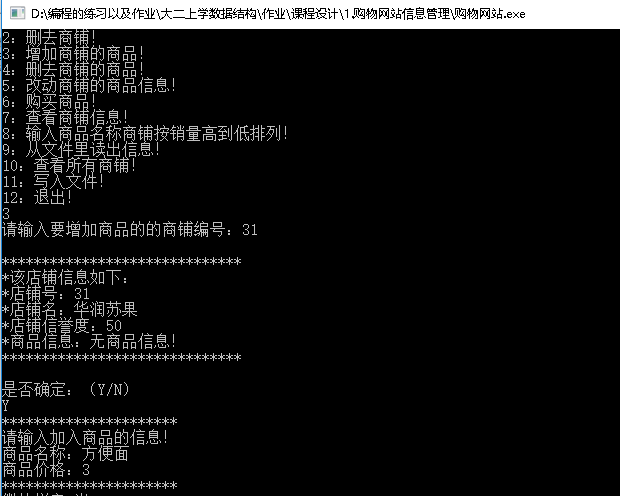 D:\编程的练习以及作业\大二上学数据结构\作业\课程设计\1.购物网站信息管理\购物网站.exe
2: 删去商铺!
3: 增加商铺的商品!
4: 删去商铺的商品!
5: 改动商铺的商品信息!
6: 购买商品!
7: 查看商铺信息!
8: 输入商品名称商铺按销量高到低排列!
9: 从文件里读出信息!
10: 查看所有商铺!
11: 写入文件!
12: 退出!
3
请输入要增加商品的的商铺编号: 31
******************************
*该店铺信息如下:
*店铺号: 31
*店铺名: 华润苏果
*店铺信誉度: 50
*商品信息: 无商品信息!
******************************
是否确定: (Y/N)
Y
**********************
请输入加入商品的信息!
商品名称: 方便面
商品价格: 3
**********************